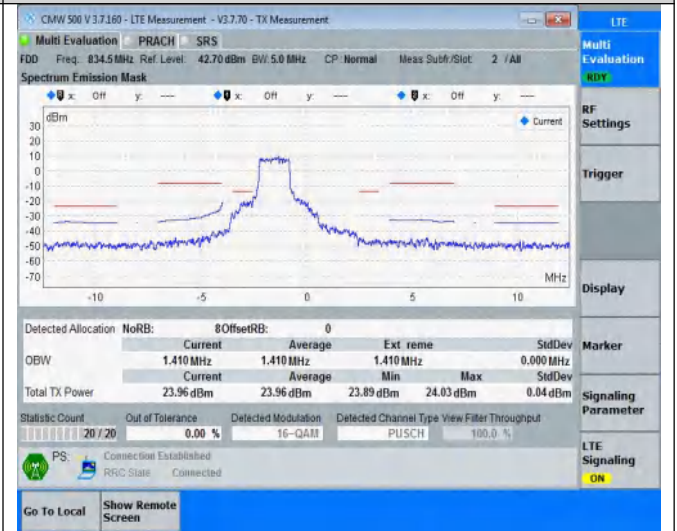 CMW 500 V 3.7.160 - LTE Measurement - V3.7.70 - TX Measurement
LTE
Multi Evaluation PRACH SRS
Multi
Evaluation
RDY
FDD Freq. 834.5 MHz Ref. Level: 42.70 dBm BW: 5.0 MHz CP: Normal Meas Subfr./Slot: 2 /All
Spectrum Emission Mask
x: Off y: --- x: Off y: --- x: Off y: ---
RF
Settings
dBm
Current
30
20
10
0
-10
-20
-30
-40
-50
-60
-70
MHz
-10 -5 0 5 10
Trigger
Display
Detected Allocation NoRB: 8 OffsetRB: 0
Current Average Ext reme StdDev
OBW 1.410 MHz 1.410 MHz 1.410 MHz 0.000 MHz
Current Average Min Max StdDev
Total TX Power 23.96 dBm 23.96 dBm 23.89 dBm 24.03 dBm 0.04 dBm
Marker
Signaling
Parameter
Statistic Count Out of Tolerance Detected Modulation Detected Channel Type View Filter Throughput
20 / 20 0.00 % 16-QAM PUSCH 100.0 %
PS: Connection Established
RRC State Connected
LTE
Signaling
ON
Go To Local
Show Remote
Screen